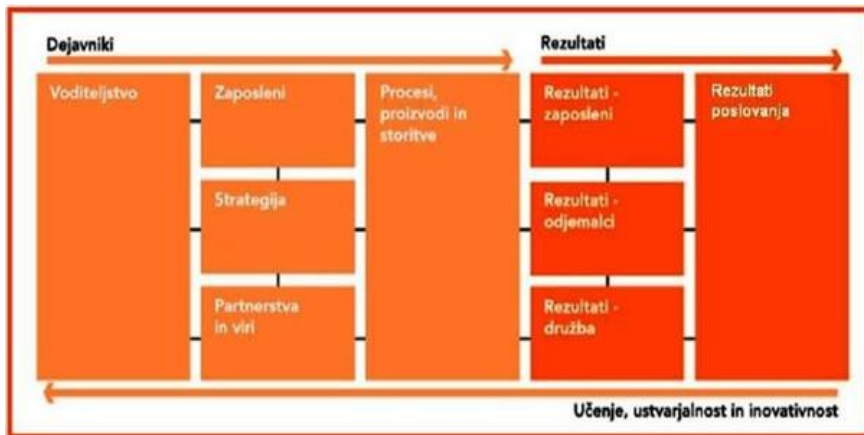 Dejavniki
Rezultati
Voditeljstvo
Zaposleni
Procesi,
proizvodi in
storitve
Rezultati -
zaposleni
Rezultati
poslovanja
Strategija
Rezultati -
odjemalci
Partnerstva
in viri
Rezultati -
družba
Učenje, ustvarjalnost in inovativnost